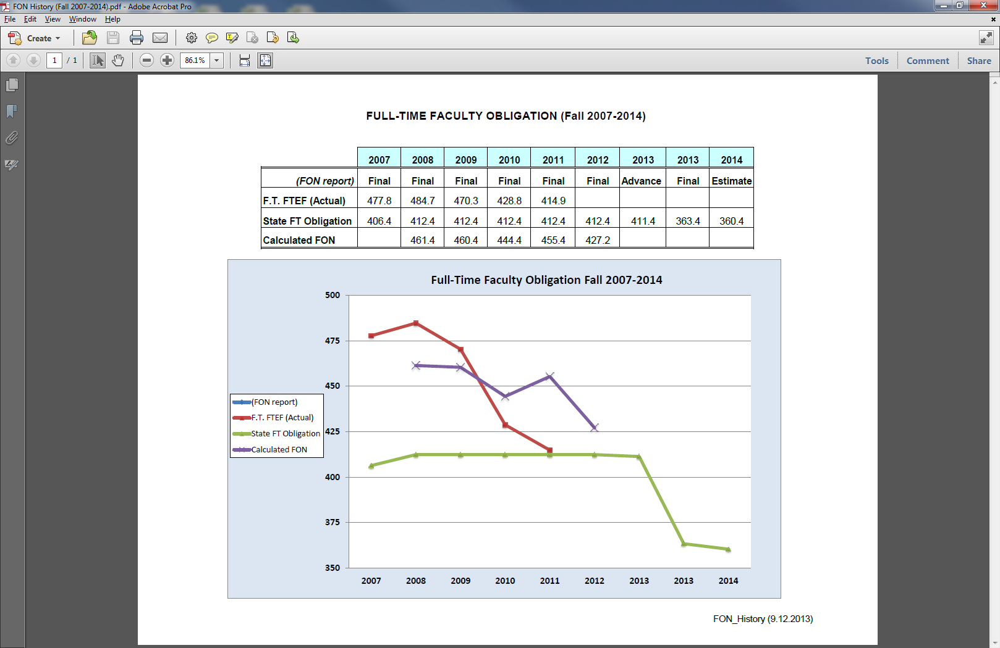 FON History (Fall 2007-2014).pdf - Adobe Acrobat Pro
File Edit View Window Help
Create
1 / 1 86.1% Tools Comment Share
FULL-TIME FACULTY OBLIGATION (Fall 2007-2014)
2007 2008 2009 2010 2011 2012 2013 2013 2014
(FON report) Final Final Final Final Final Final Advance Final Estimate
F.T. FTEF (Actual) 477.8 484.7 470.3 428.8 414.9
State FT Obligation 406.4 412.4 412.4 412.4 412.4 412.4 411.4 363.4 360.4
Calculated FON 461.4 460.4 444.4 455.4 427.2
Full-Time Faculty Obligation Fall 2007-2014
500
475
450
(FON report)
F.T. FTEF (Actual)
State FT Obligation
425
Calculated FON
400
375
350
2007 2008 2009 2010 2011 2012 2013 2013 2014
FON_History (9.12.2013)